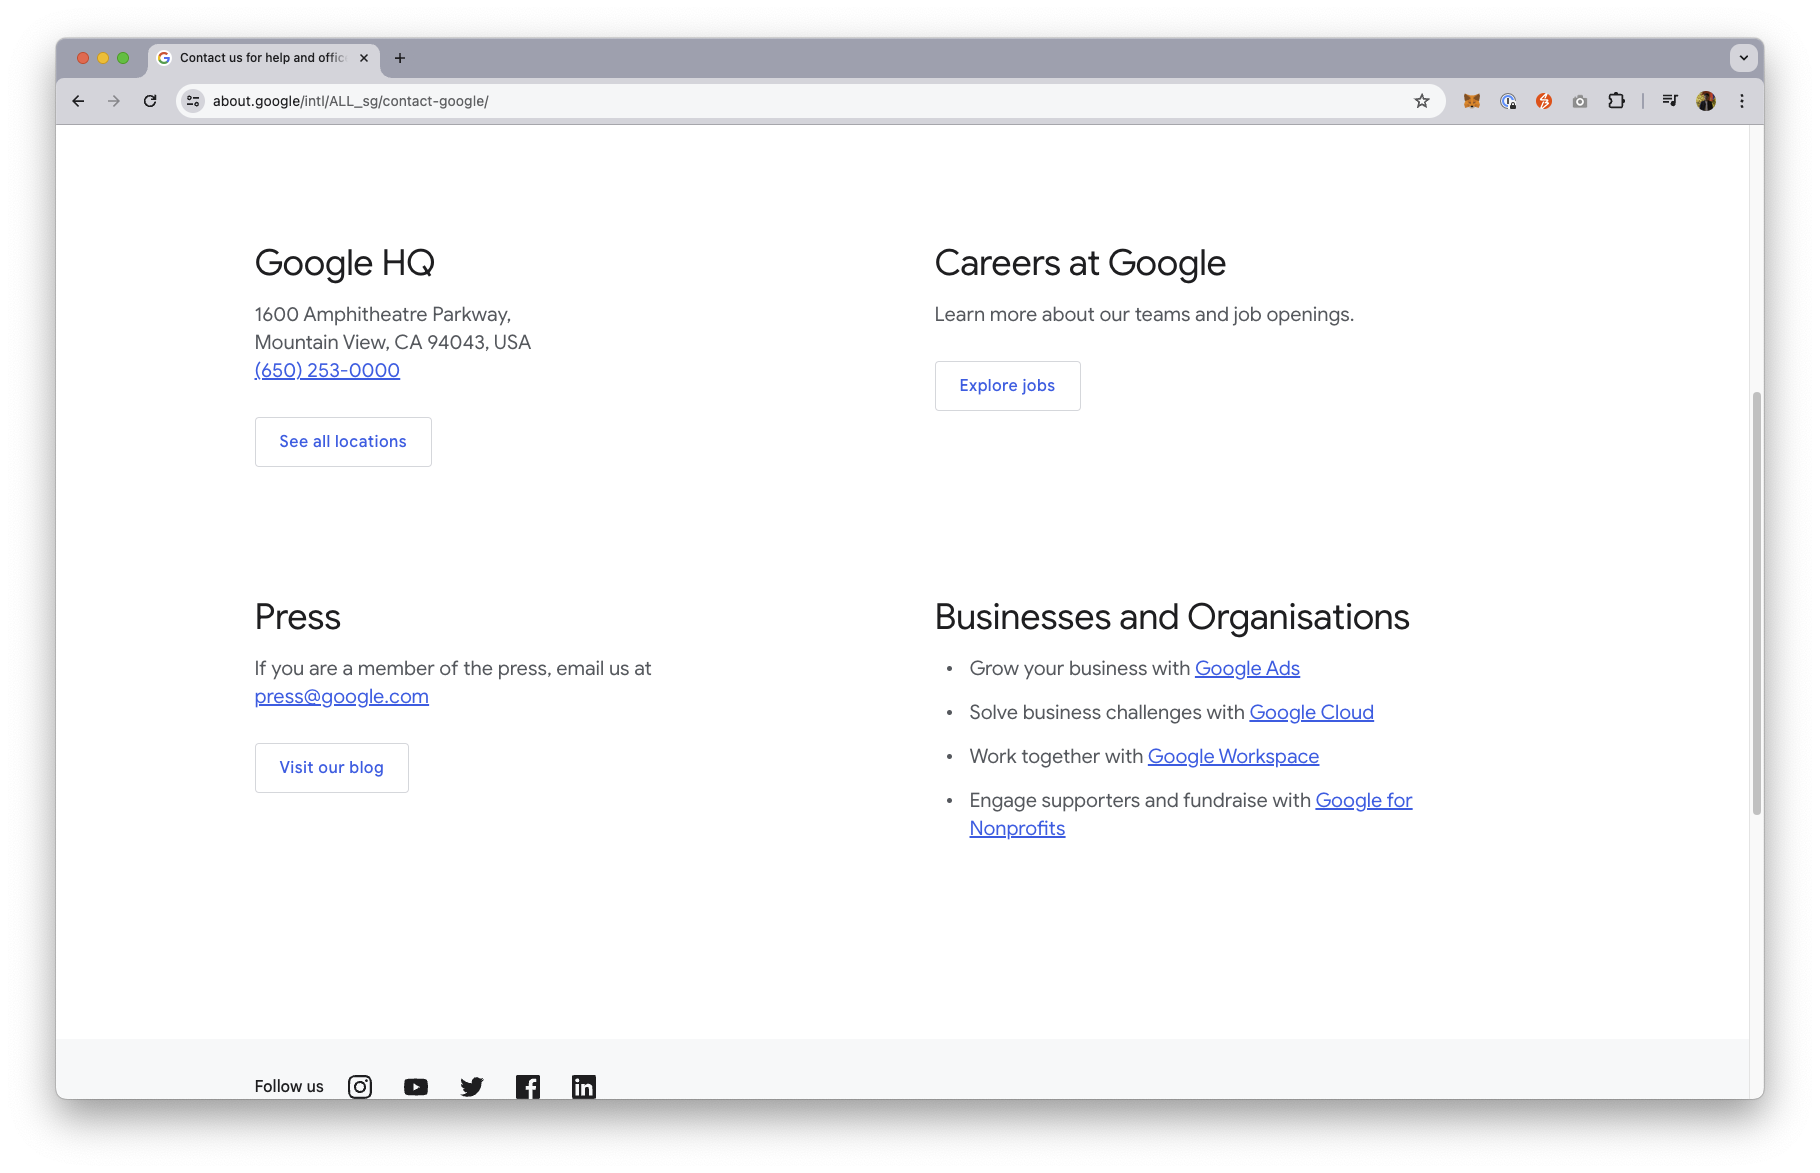 Contact us for help and offic
about.google/intl/ALL_sg/contact-google/
Google HQ
1600 Amphitheatre Parkway,
Mountain View, CA 94043, USA
(650) 253-0000
See all locations
Careers at Google
Learn more about our teams and job openings.
Explore jobs
Press
If you are a member of the press, email us at
press@google.com
Visit our blog
Businesses and Organisations
• Grow your business with Google Ads
• Solve business challenges with Google Cloud
• Work together with Google Workspace
• Engage supporters and fundraise with Google for
Nonprofits
Follow us